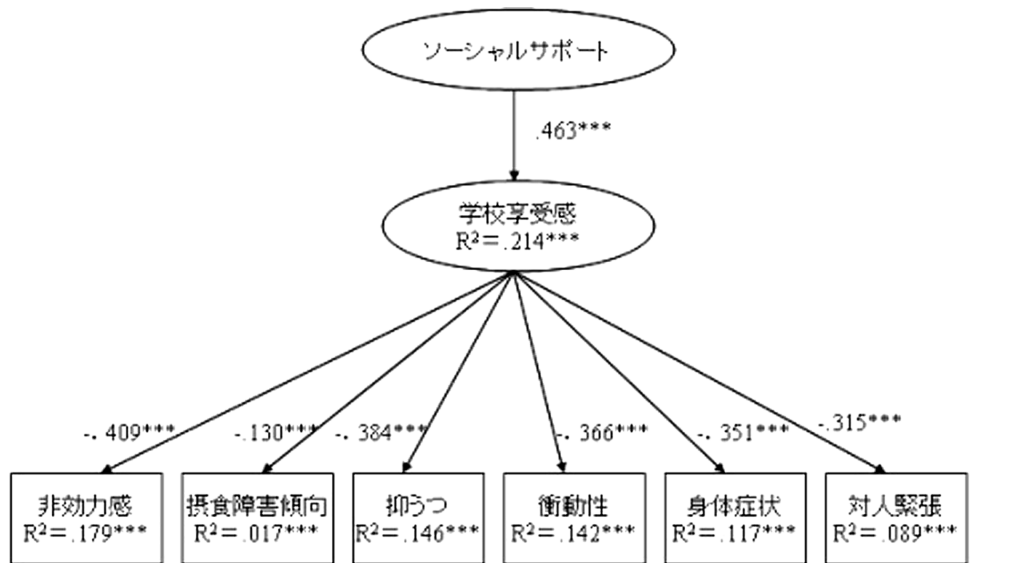 ソーシャルサポート
.463***
学校享受感
R²＝.214***
-.409***
-.130***
-.384***
-.366***
-.351***
-.315***
非効力感
R²＝.179***
摂食障害傾向
R²＝.017***
抑うつ
R²＝.146***
衝動性
R²＝.142***
身体症状
R²＝.117***
対人緊張
R²＝.089***